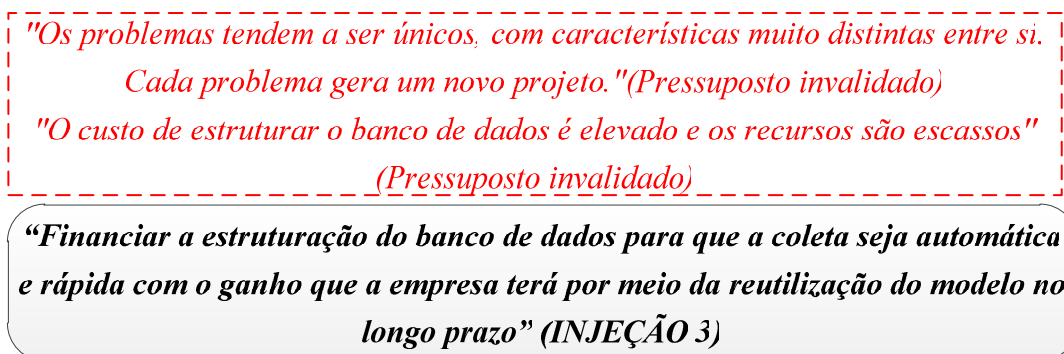 "Os problemas tendem a ser únicos, com características muito distintas entre si.
Cada problema gera um novo projeto."(Pressuposto invalidado)
"O custo de estruturar o banco de dados é elevado e os recursos são escassos"
(Pressuposto invalidado)
“Financiar a estruturação do banco de dados para que a coleta seja automática
e rápida com o ganho que a empresa terá por meio da reutilização do modelo no
longo prazo” (INJEÇÃO 3)